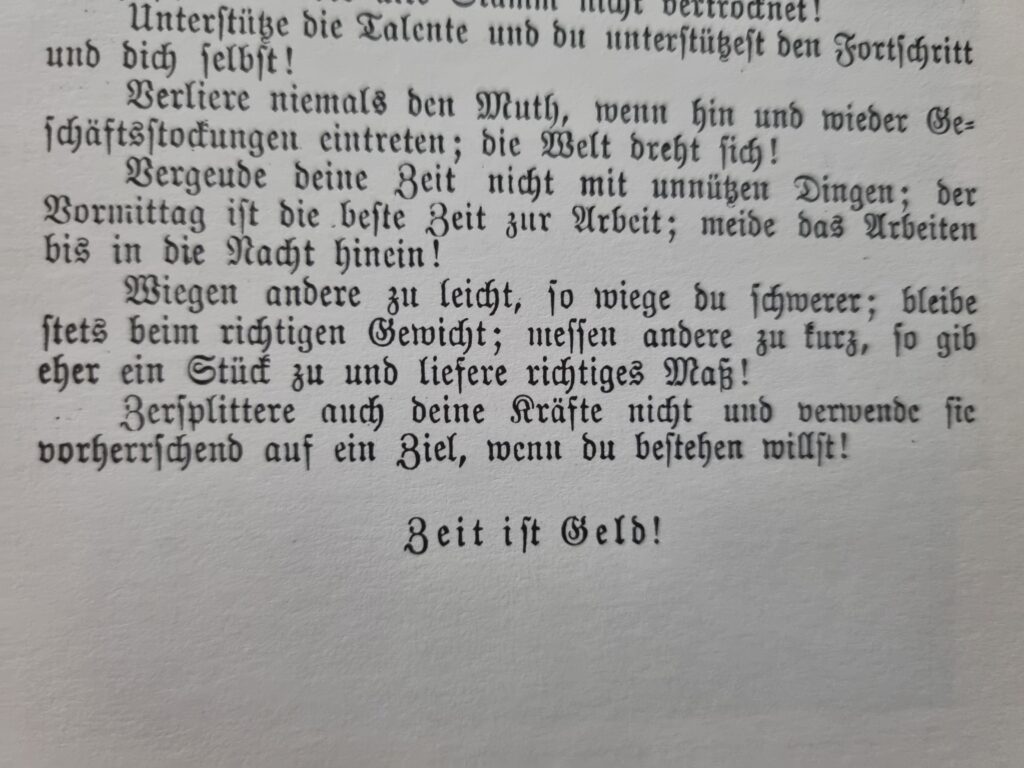 Stamm nicht vertrocknet!
Unterstütze die Talente und du unterstützest den Fortschritt
und dich selbst!
Verliere niemals den Muth, wenn hin und wieder Ge-
schäftsstockungen eintreten; die Welt dreht sich!
Vergeude deine Zeit nicht mit unnützen Dingen; der
Vormittag ist die beste Zeit zur Arbeit; meide das Arbeiten
bis in die Nacht hinein!
Wiegen andere zu leicht, so wiege du schwerer; bleibe
stets beim richtigen Gewicht; messen andere zu kurz, so gib
eher ein Stück zu und liefere richtiges Maß!
Zersplittere auch deine Kräfte nicht und verwende sie
vorherrschend auf ein Ziel, wenn du bestehen willst!
Zeit ist Geld!